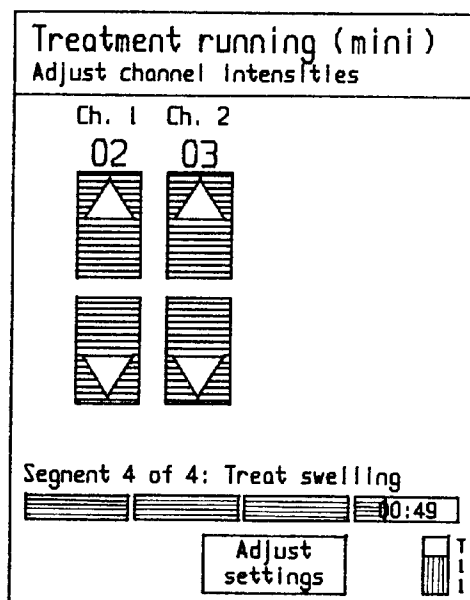 Treatment running (mini)
Adjust channel intensities
Ch. 1 Ch. 2
02 03
Segment 4 of 4: Treat swelling
00:49
Adjust
settings